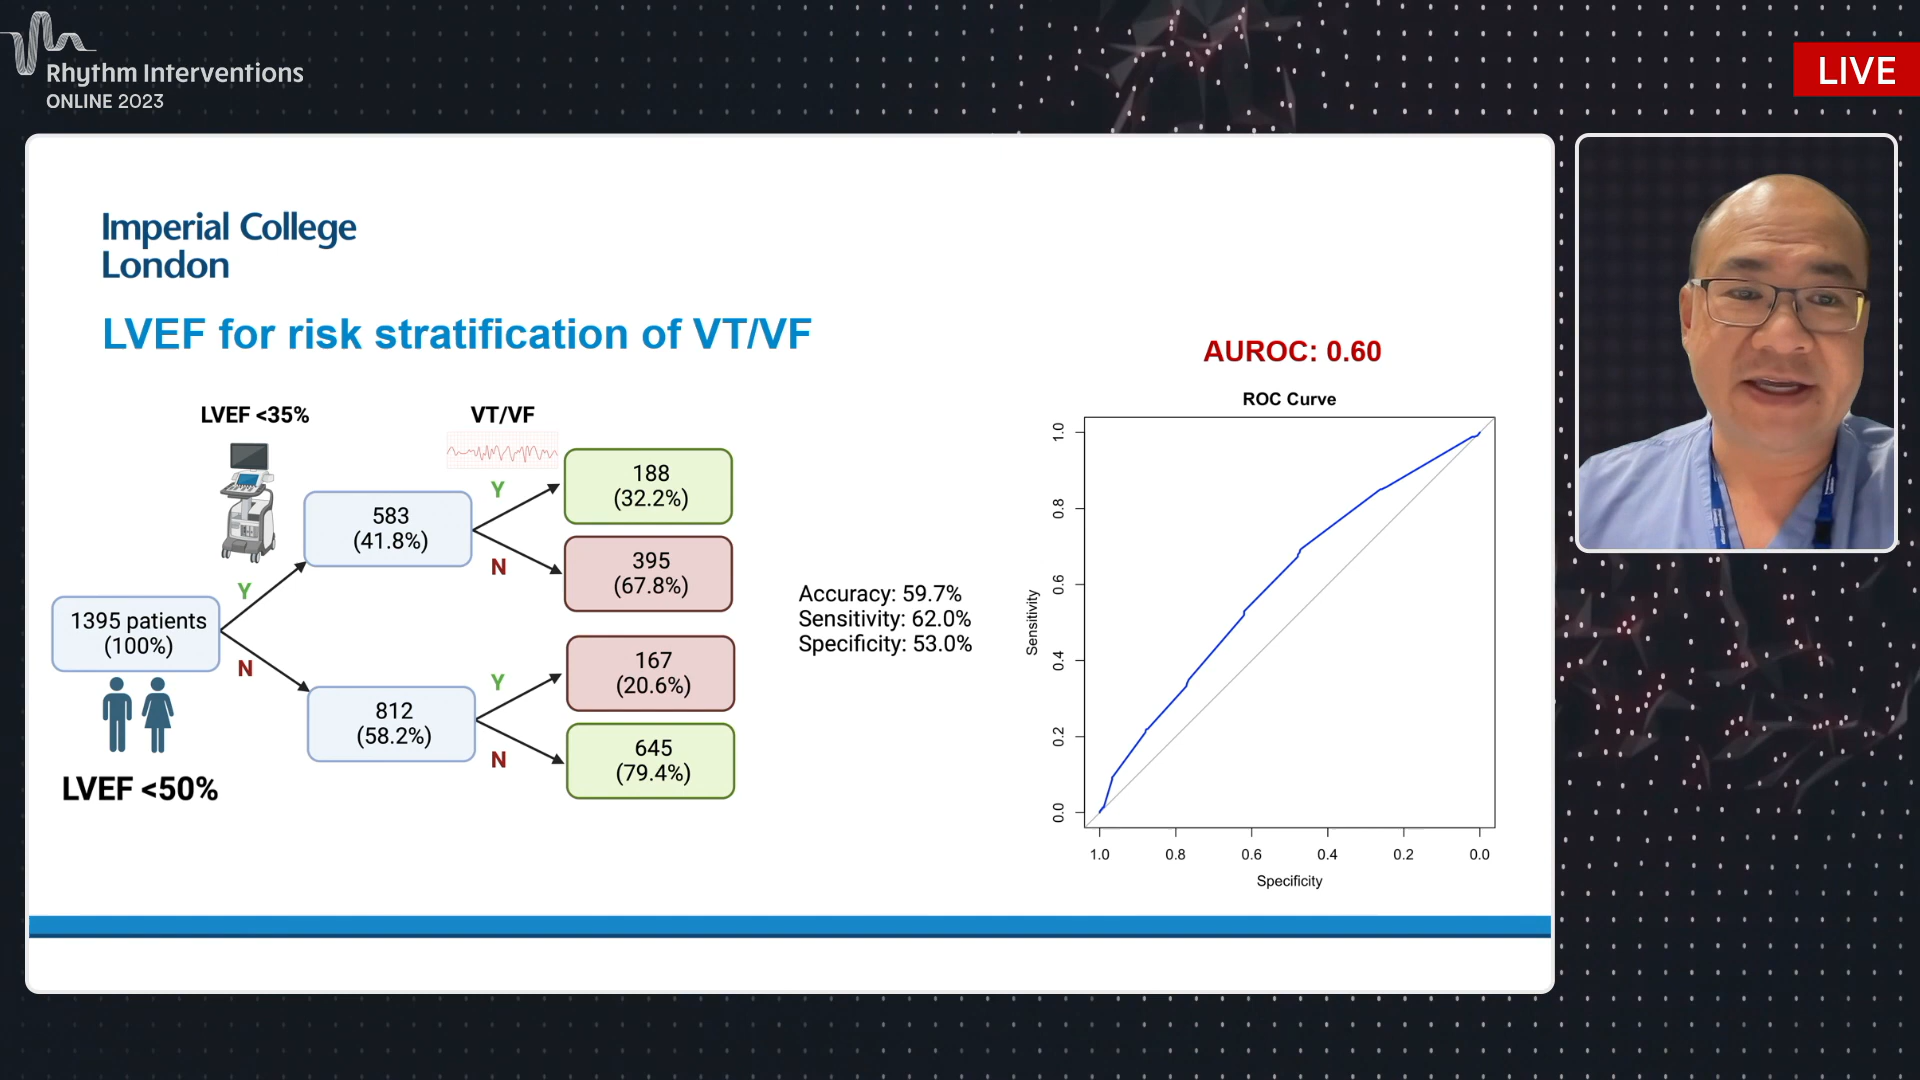 Rhythm Interventions
ONLINE 2023
LIVE
Imperial College
London
LVEF for risk stratification of VT/VF
LVEF <35%
VT/VF
Y
188
(32.2%)
583
(41.8%)
N
395
(67.8%)
Y
1395 patients
(100%)
N
Y
167
(20.6%)
812
(58.2%)
N
645
(79.4%)
LVEF <50%
Accuracy: 59.7%
Sensitivity: 62.0%
Specificity: 53.0%
AUROC: 0.60
ROC Curve
Sensitivity
1.0
0.8
0.6
0.4
0.2
0.0
1.0 0.8 0.6 0.4 0.2 0.0
Specificity